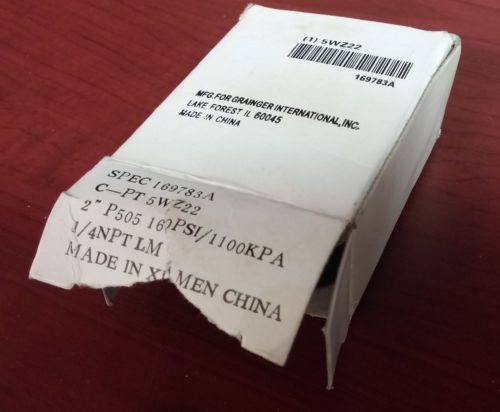 (1) 5WZ22
169783A
MFG.FOR GRAINGER INTERNATIONAL,INC.
LAKE FOREST IL 60045
MADE IN CHINA
SPEC 169783A
C—PT 5WZ22
2" P505 160PSI/1100KPA
1/4NPT LM
MADE IN XIAMEN CHINA